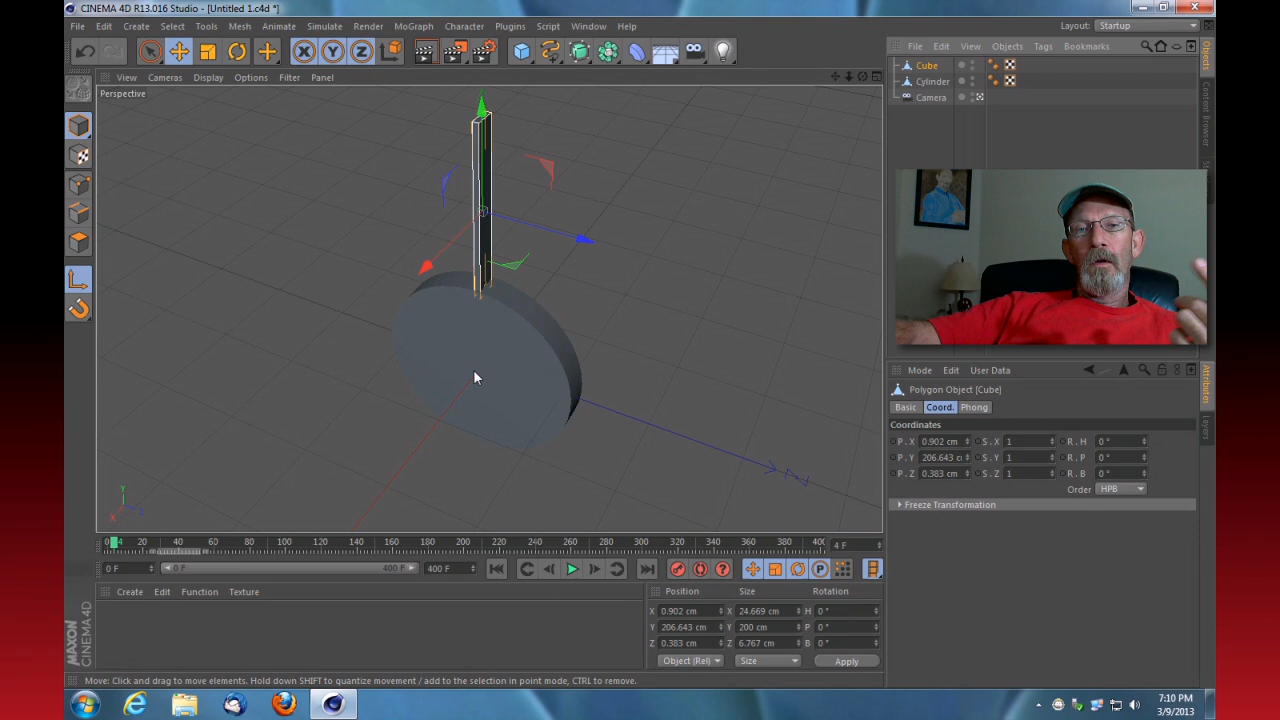 CINEMA 4D R13.016 Studio - [Untitled 1.c4d *]
File Edit Create Select Tools Mesh Animate Simulate Render MoGraph Character Plugins Script Window Help
Layout: Startup
File Edit View Objects Tags Bookmarks
View Cameras Display Options Filter Panel
Perspective
Cube
Cylinder
Camera
Objects
Content Browser
Y
X
Z
N
Mode Edit User Data
Polygon Object [Cube]
Basic Coord. Phong
Coordinates
P . X 0.902 cm S . X 1 R . H 0 °
P . Y 206.643 c S . Y 1 R . P 0 °
P . Z 0.383 cm S . Z 1 R . B 0 °
Order HPB
Freeze Transformation
Attributes
Layers
0 4 20 40 60 80 100 120 140 160 180 200 220 240 260 280 300 320 340 360 380 400
4 F
0 F 0 F 400 F 400 F
Create Edit Function Texture
Position Size Rotation
X 0.902 cm X 24.669 cm H 0 °
Y 206.643 cm Y 200 cm P 0 °
Z 0.383 cm Z 6.767 cm B 0 °
Object (Rel) Size Apply
MAXON
CINEMA 4D
Move: Click and drag to move elements. Hold down SHIFT to quantize movement / add to the selection in point mode, CTRL to remove.
7:10 PM
3/9/2013